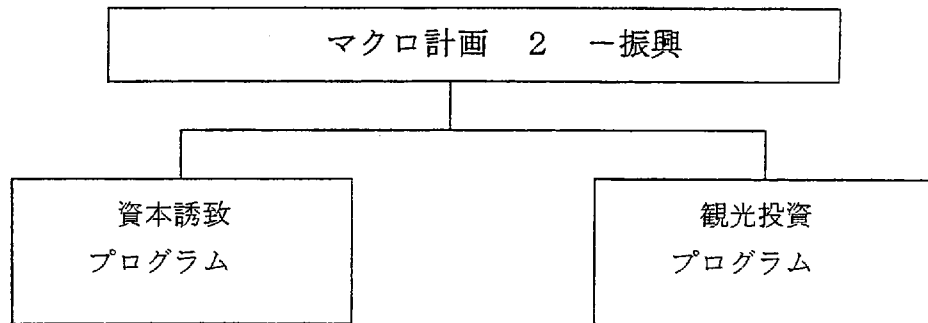 マクロ計画　２　－振興
資本誘致
プログラム
観光投資
プログラム